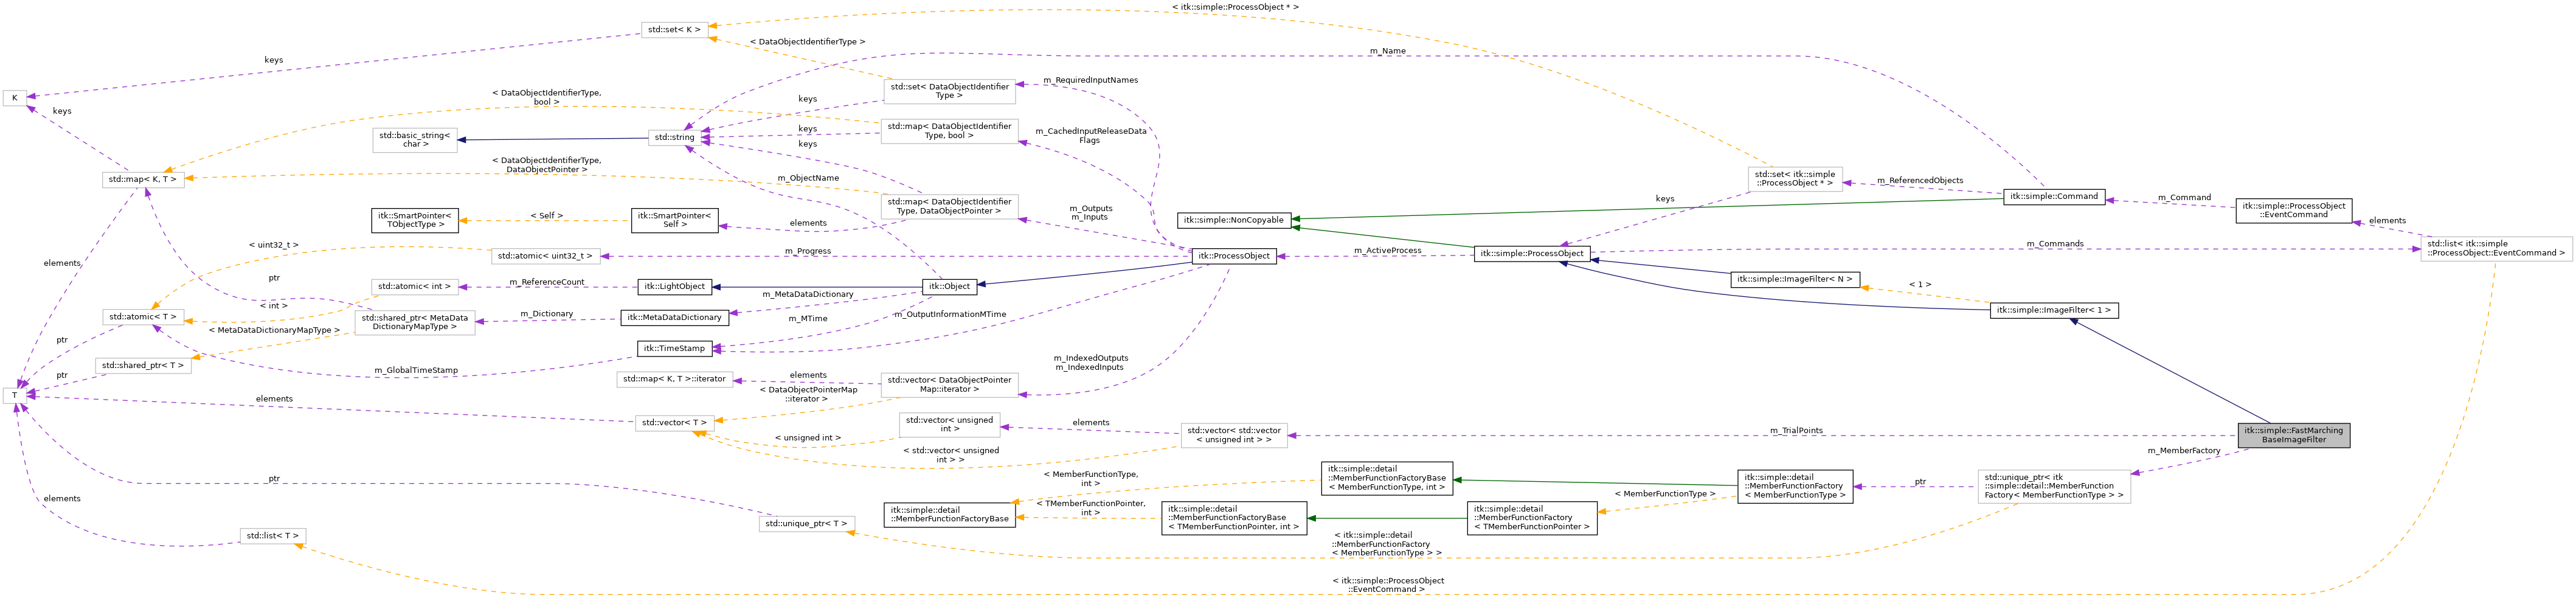 < itk::simple::ProcessObject * >
std::set< K >
< DataObjectIdentifierType >
m_Name
keys
m_RequiredInputNames
std::set< DataObjectIdentifier
Type >
K
< DataObjectIdentifierType,
bool >
keys
keys
std::map< DataObjectIdentifier
Type, bool >
keys
m_CachedInputReleaseData
Flags
std::basic_string<
char >
std::string
keys
< DataObjectIdentifierType,
DataObjectPointer >
std::map< K, T >
m_ObjectName
std::set< itk::simple
::ProcessObject * >
m_ReferencedObjects
itk::simple::Command
m_Command
itk::simple::ProcessObject
::EventCommand
keys
std::map< DataObjectIdentifier
Type, DataObjectPointer >
m_Outputs
m_Inputs
itk::SmartPointer<
TObjectType >
< Self >
itk::SmartPointer<
Self >
elements
itk::simple::NonCopyable
elements
< uint32_t >
std::list< itk::simple
::ProcessObject::EventCommand >
m_Commands
m_Progress
std::atomic< uint32_t >
itk::ProcessObject
m_ActiveProcess
itk::simple::ProcessObject
elements
ptr
std::atomic< int >
m_ReferenceCount
itk::LightObject
itk::Object
itk::simple::ImageFilter< N >
< 1 >
m_MetaDataDictionary
< int >
std::atomic< T >
std::shared_ptr< MetaData
DictionaryMapType >
m_Dictionary
itk::MetaDataDictionary
m_MTime
m_OutputInformationMTime
itk::simple::ImageFilter< 1 >
< MetaDataDictionaryMapType >
ptr
itk::TimeStamp
std::shared_ptr< T >
m_GlobalTimeStamp
m_IndexedOutputs
m_IndexedInputs
ptr
std::map< K, T >::iterator
elements
std::vector< DataObjectPointer
Map::iterator >
T
elements
< DataObjectPointerMap
::iterator >
std::vector< T >
std::vector< unsigned
int >
elements
std::vector< std::vector
< unsigned int > >
m_TrialPoints
itk::simple::FastMarching
BaseImageFilter
< unsigned int >
< std::vector< unsigned
int > >
m_MemberFactory
< MemberFunctionType,
int >
itk::simple::detail
::MemberFunctionFactoryBase
< MemberFunctionType, int >
itk::simple::detail
::MemberFunctionFactory
< MemberFunctionType >
ptr
std::unique_ptr< itk
::simple::detail::MemberFunction
Factory< MemberFunctionType > >
ptr
elements
itk::simple::detail
::MemberFunctionFactoryBase
< TMemberFunctionPointer,
int >
itk::simple::detail
::MemberFunctionFactoryBase
< TMemberFunctionPointer, int >
itk::simple::detail
::MemberFunctionFactory
< TMemberFunctionPointer >
< MemberFunctionType >
std::unique_ptr< T >
std::list< T >
< itk::simple::detail
::MemberFunctionFactory
< MemberFunctionType > >
< itk::simple::ProcessObject
::EventCommand >